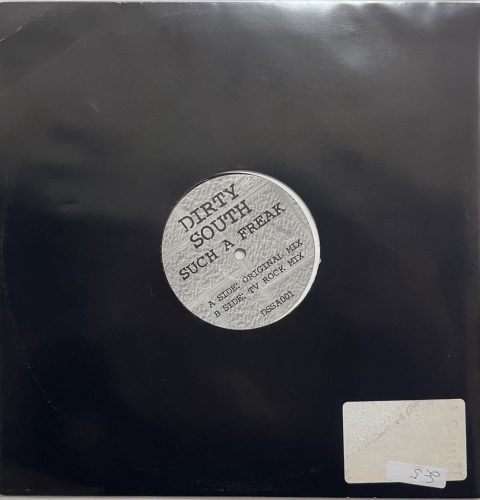 DIRTY
SOUTH
SUCH A FREAK
A SIDE: ORIGINAL MIX
B SIDE: TV ROCK MIX
DSSA001